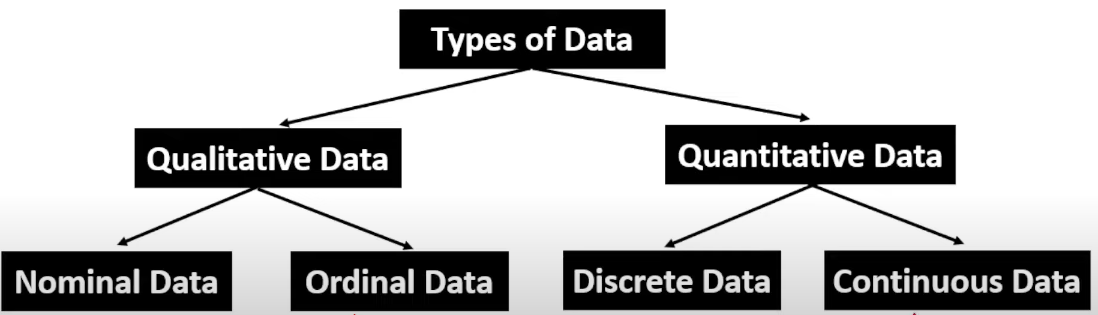 Types of Data
Qualitative Data
Quantitative Data
Nominal Data
Ordinal Data
Discrete Data
Continuous Data